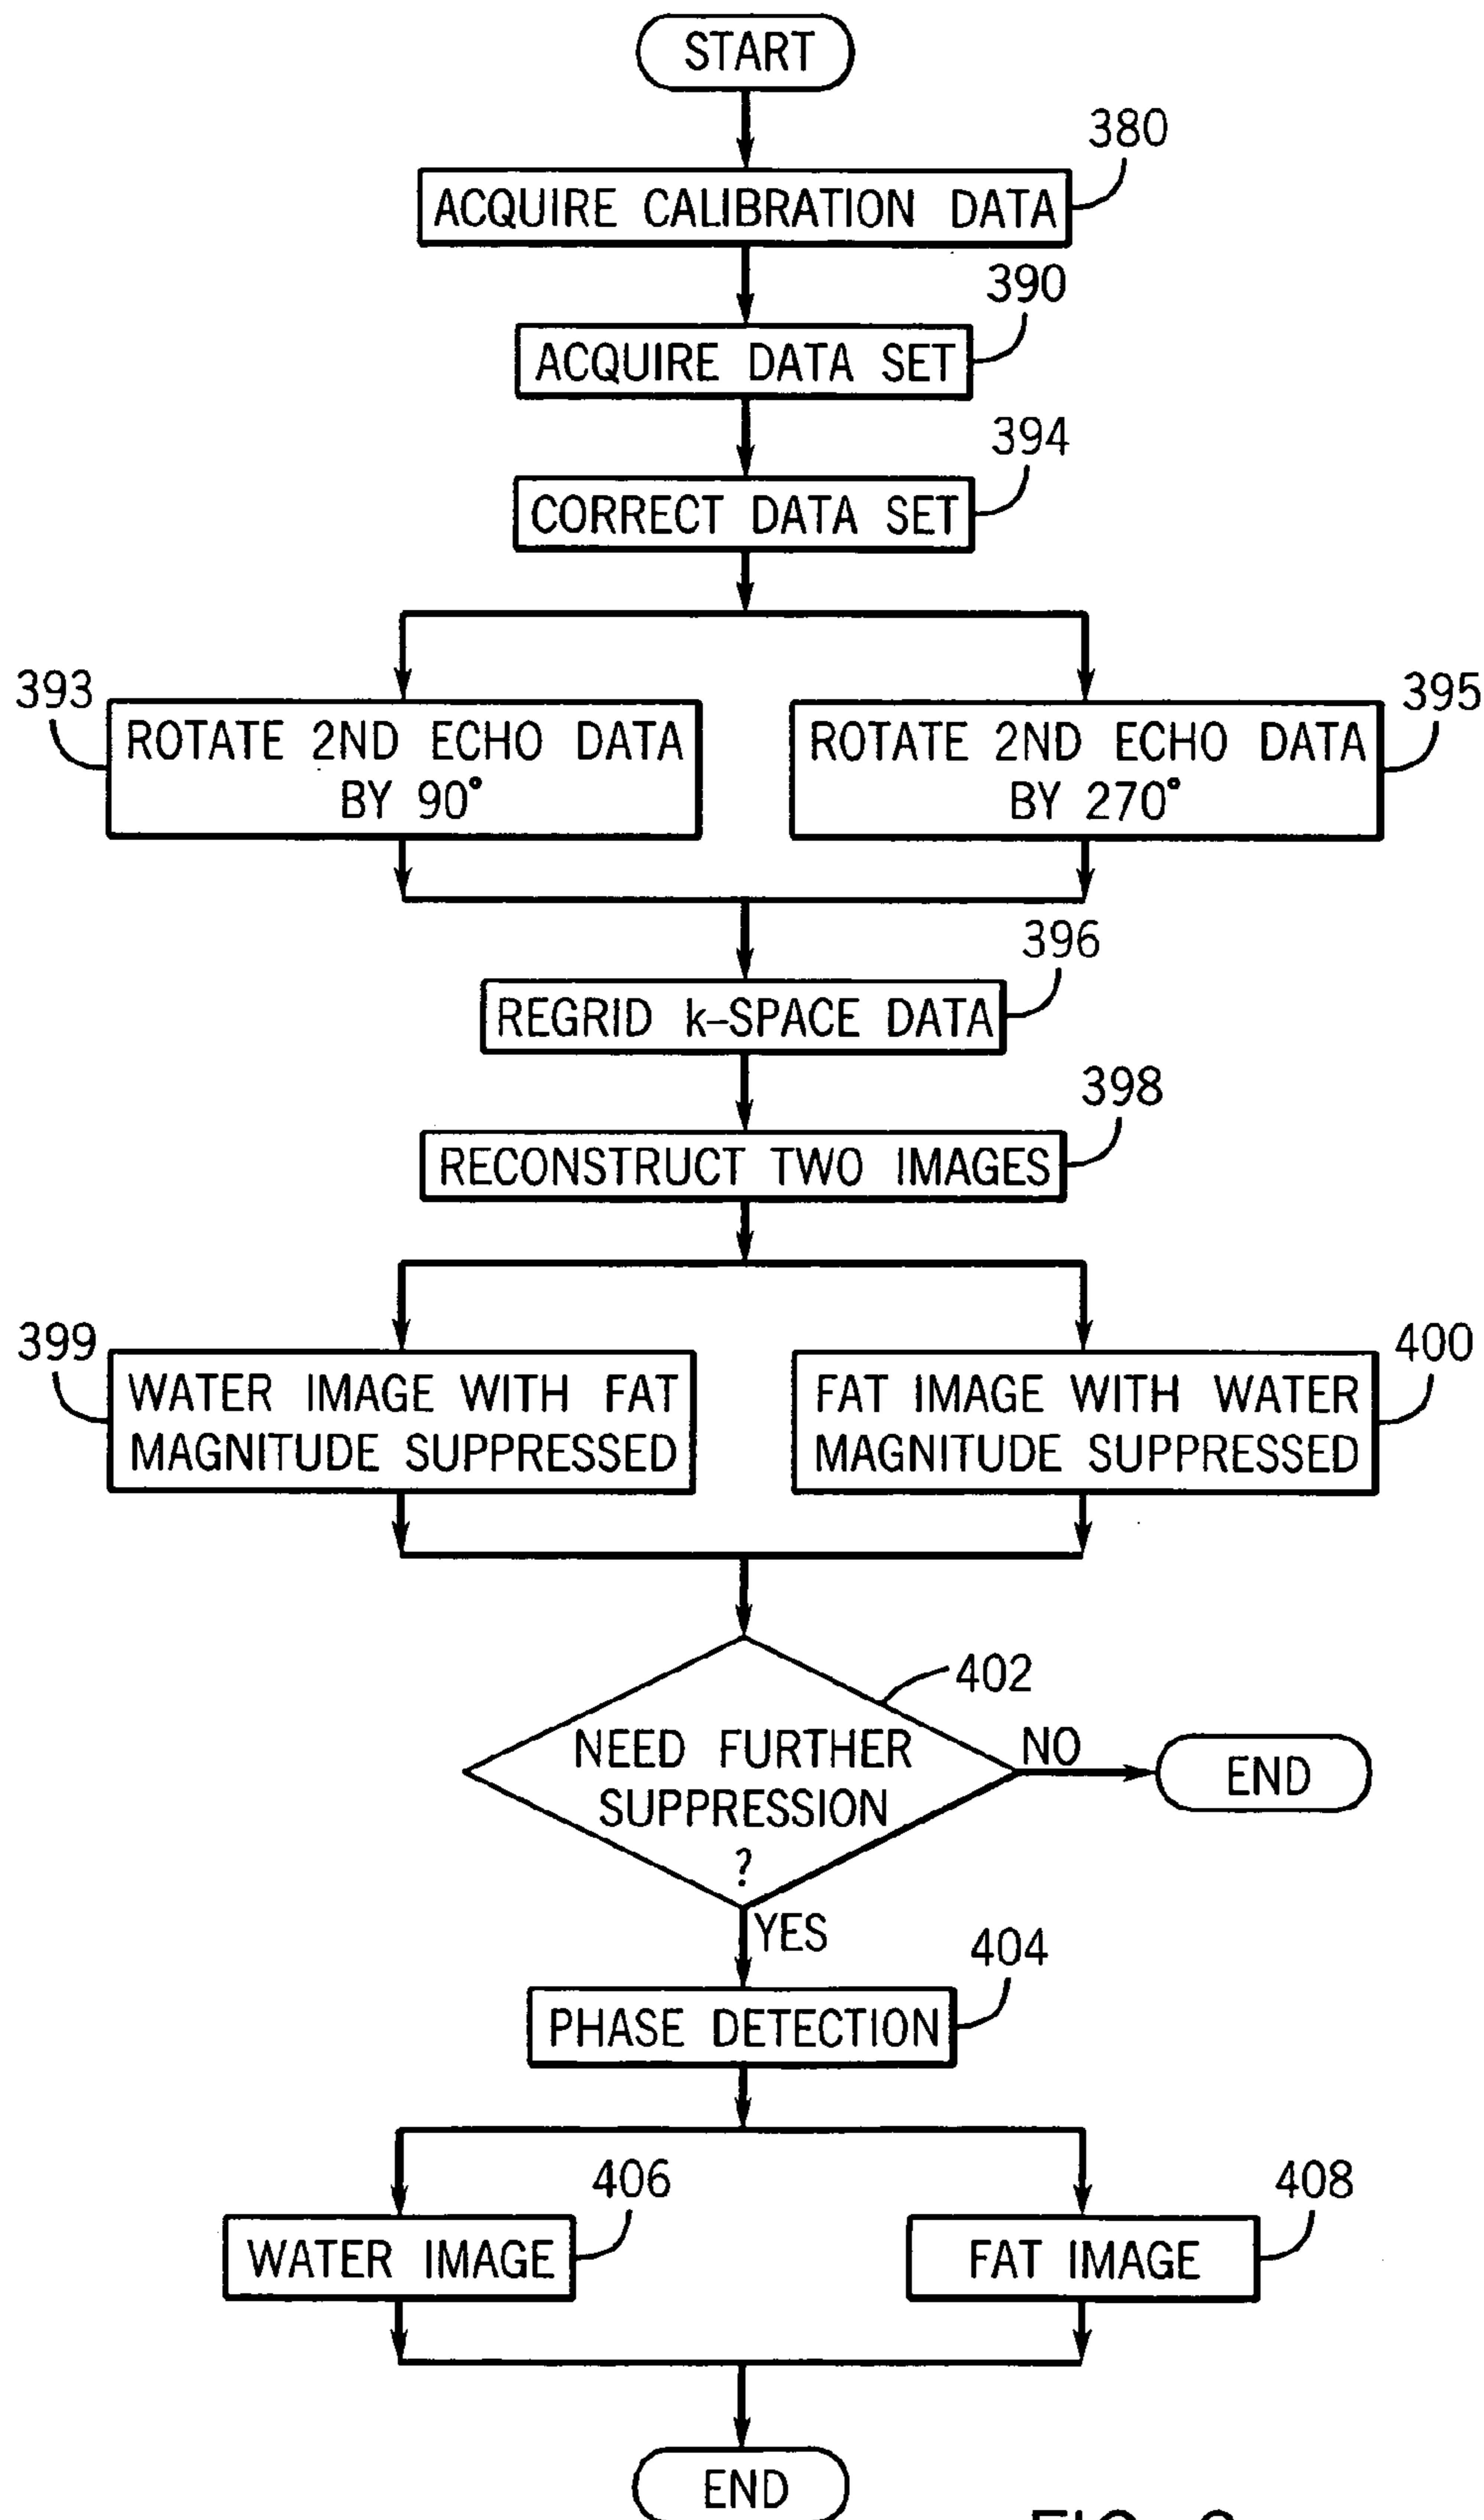 START
380
ACQUIRE CALIBRATION DATA
390
ACQUIRE DATA SET
394
CORRECT DATA SET
393
ROTATE 2ND ECHO DATA
BY 90°
395
ROTATE 2ND ECHO DATA
BY 270°
396
REGRID k-SPACE DATA
398
RECONSTRUCT TWO IMAGES
399
WATER IMAGE WITH FAT
MAGNITUDE SUPPRESSED
400
FAT IMAGE WITH WATER
MAGNITUDE SUPPRESSED
402
NEED FURTHER
SUPPRESSION
?
NO
END
YES
404
PHASE DETECTION
406
WATER IMAGE
408
FAT IMAGE
END